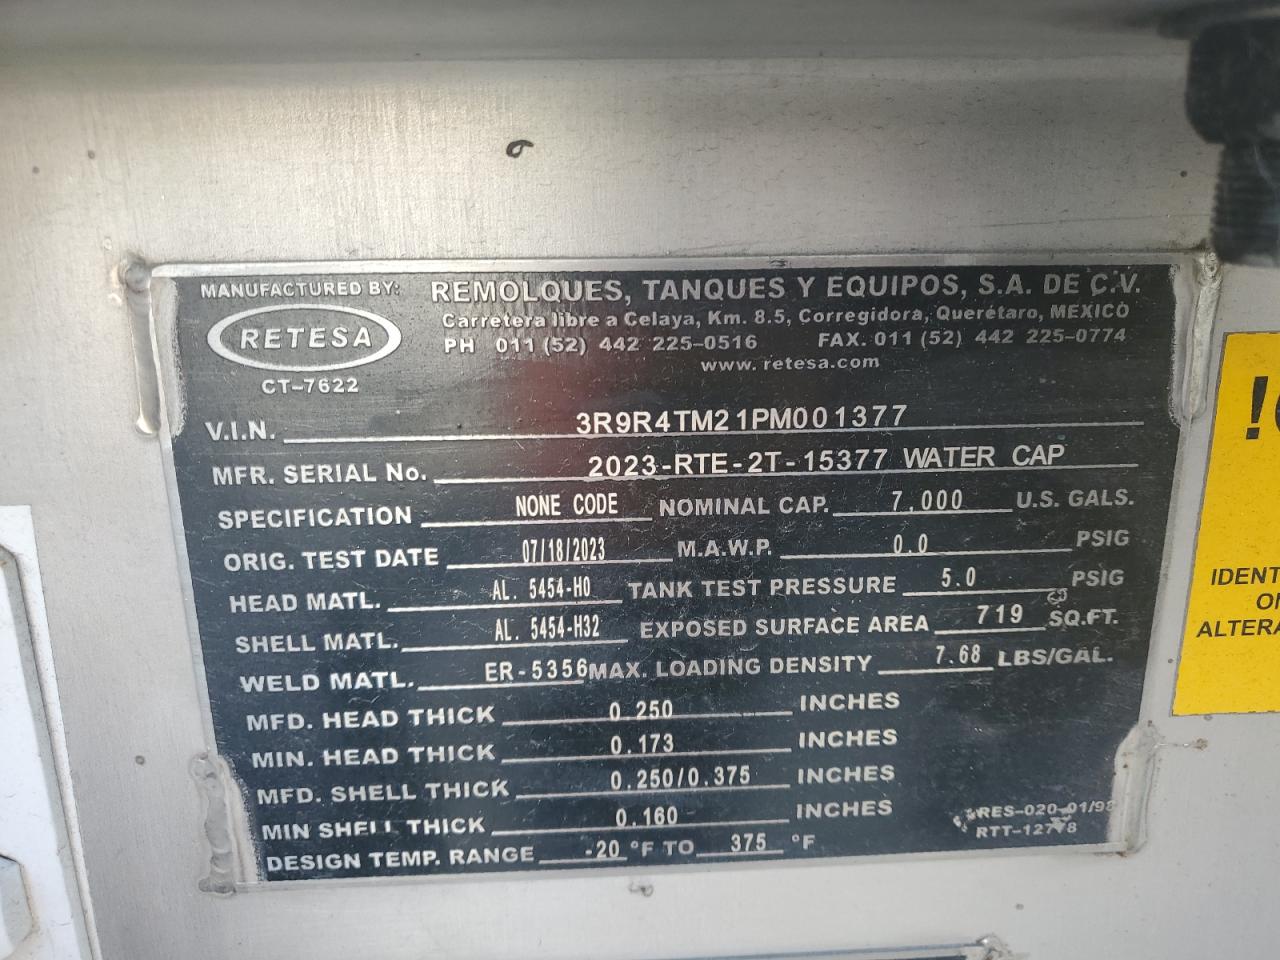 MANUFACTURED BY: REMOLQUES, TANQUES Y EQUIPOS, S.A. DE C.V.
RETESA
CT-7622
Carretera libre a Celaya, Km. 8.5, Corregidora, Querétaro, MEXICO
PH 011 (52) 442 225-0516 FAX. 011 (52) 442 225-0774
www. retesa.com
V.I.N. 3R9R4TM21PM001377
MFR. SERIAL No. 2023-RTE-2T-15377 WATER CAP
SPECIFICATION NONE CODE NOMINAL CAP. 7,000 U.S. GALS.
ORIG. TEST DATE 07/18/2023 M.A.W.P. 0.0 PSIG
HEAD MATL. AL. 5454-H0 TANK TEST PRESSURE 5.0 PSIG
SHELL MATL. AL. 5454-H32 EXPOSED SURFACE AREA 719 SQ.FT.
WELD MATL. ER-5356 MAX. LOADING DENSITY 7.68 LBS/GAL.
MFD. HEAD THICK 0.250 INCHES
MIN. HEAD THICK 0.173 INCHES
MFD. SHELL THICK 0.250/0.375 INCHES
MIN SHELL THICK 0.160 INCHES
DESIGN TEMP. RANGE -20 °F TO 375 °F
RES-020-01/98
IDENT
ALTERA